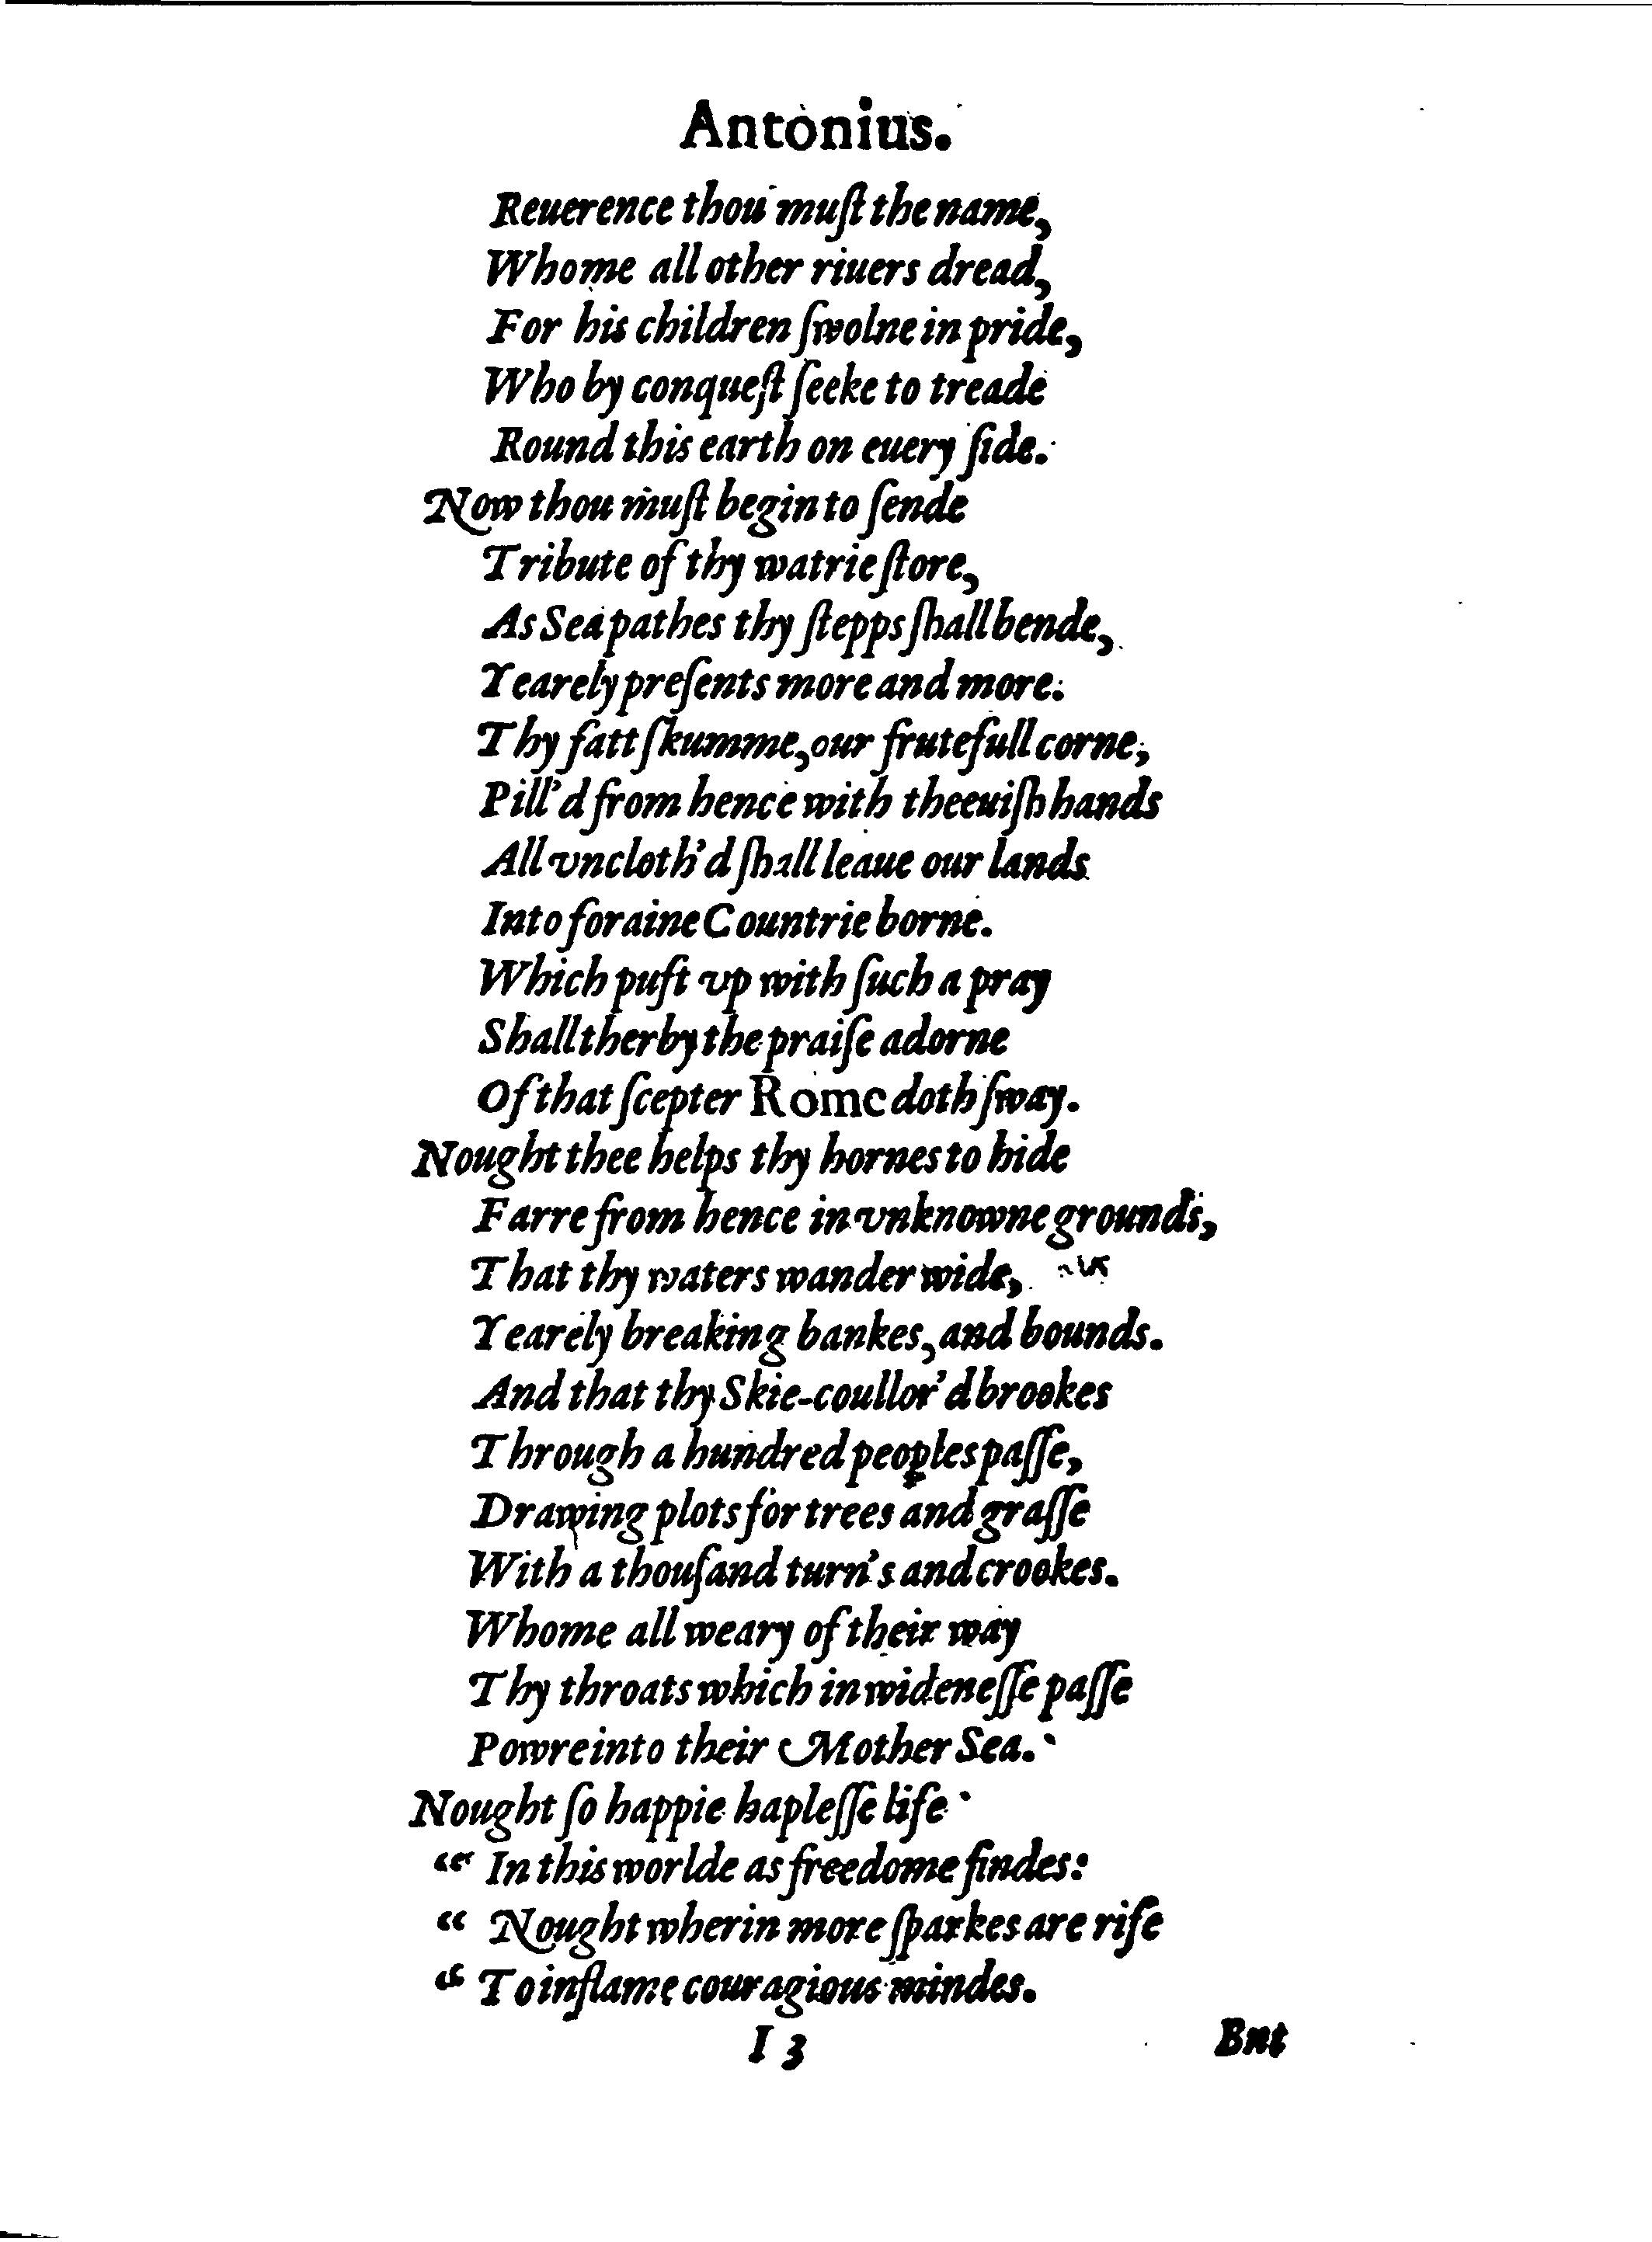 Antonius.
Reuerence thou muſt the name,
Whome all other riuers dread,
For his children ſwolne in pride,
Who by conqueſt ſeeke to treade
Round this earth on euery ſide.
Now thou muſt begin to ſende
Tribute of thy watrie ſtore,
As Sea pathes thy ſtepps ſhall bende,
Yearely preſents more and more.
Thy fatt ſkumme, our frutefull corne,
Pill'd from hence with theeuiſh hands
All vncloth'd ſhall leaue our lands
Into foraine Countrie borne.
Which puft vp with ſuch a pray
Shall therby the praiſe adorne
Of that ſcepter Rome doth ſway.
Nought thee helps thy hornes to hide
Farre from hence in vnknowne grounds,
That thy waters wander wide,
Yearely breaking bankes, and bounds.
And that thy Skie-coullor'd brookes
Through a hundred peoples paſſe,
Drawing plots for trees and graſſe
With a thouſand turn's and crookes.
Whome all weary of their way
Thy throats which in wideneſſe paſſe
Powre into their Mother Sea.
Nought ſo happie hapleſſe life
“ In this worlde as freedome findes:
“ Nought wherin more ſparkes are rife
“ To inflame couragious mindes.
I 3 But